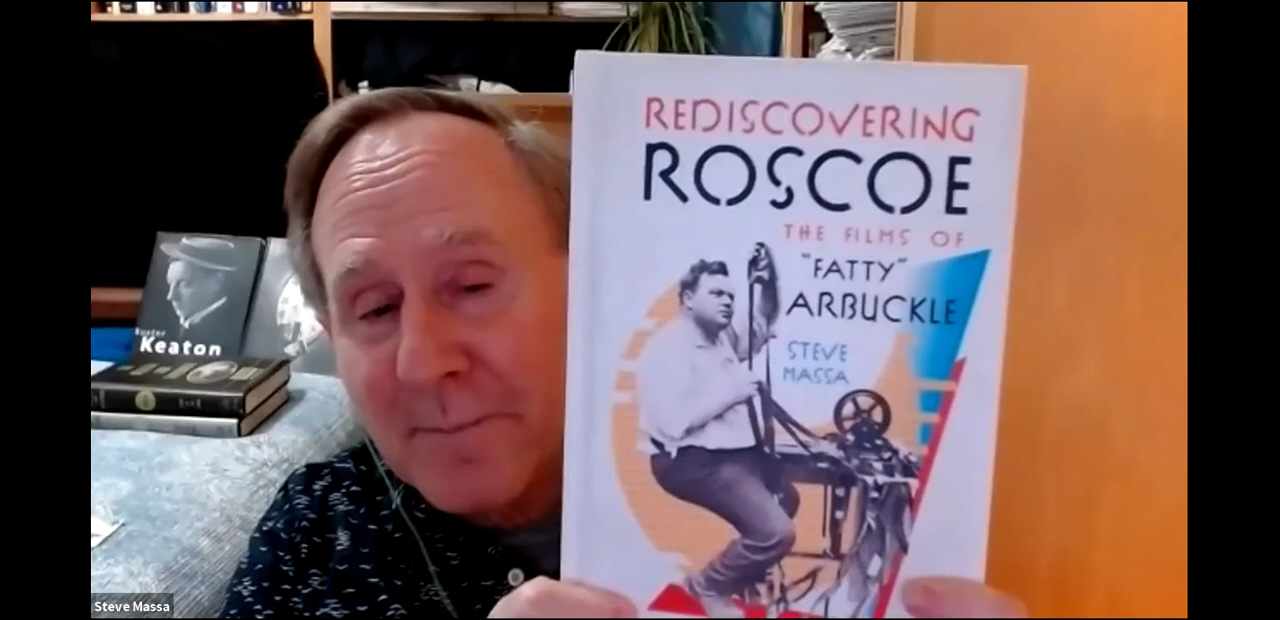 REDISCOVERING
ROSCOE
THE FILMS OF
"FATTY"
ARBUCKLE
STEVE
MASSA
Buster
Keaton
Steve Massa